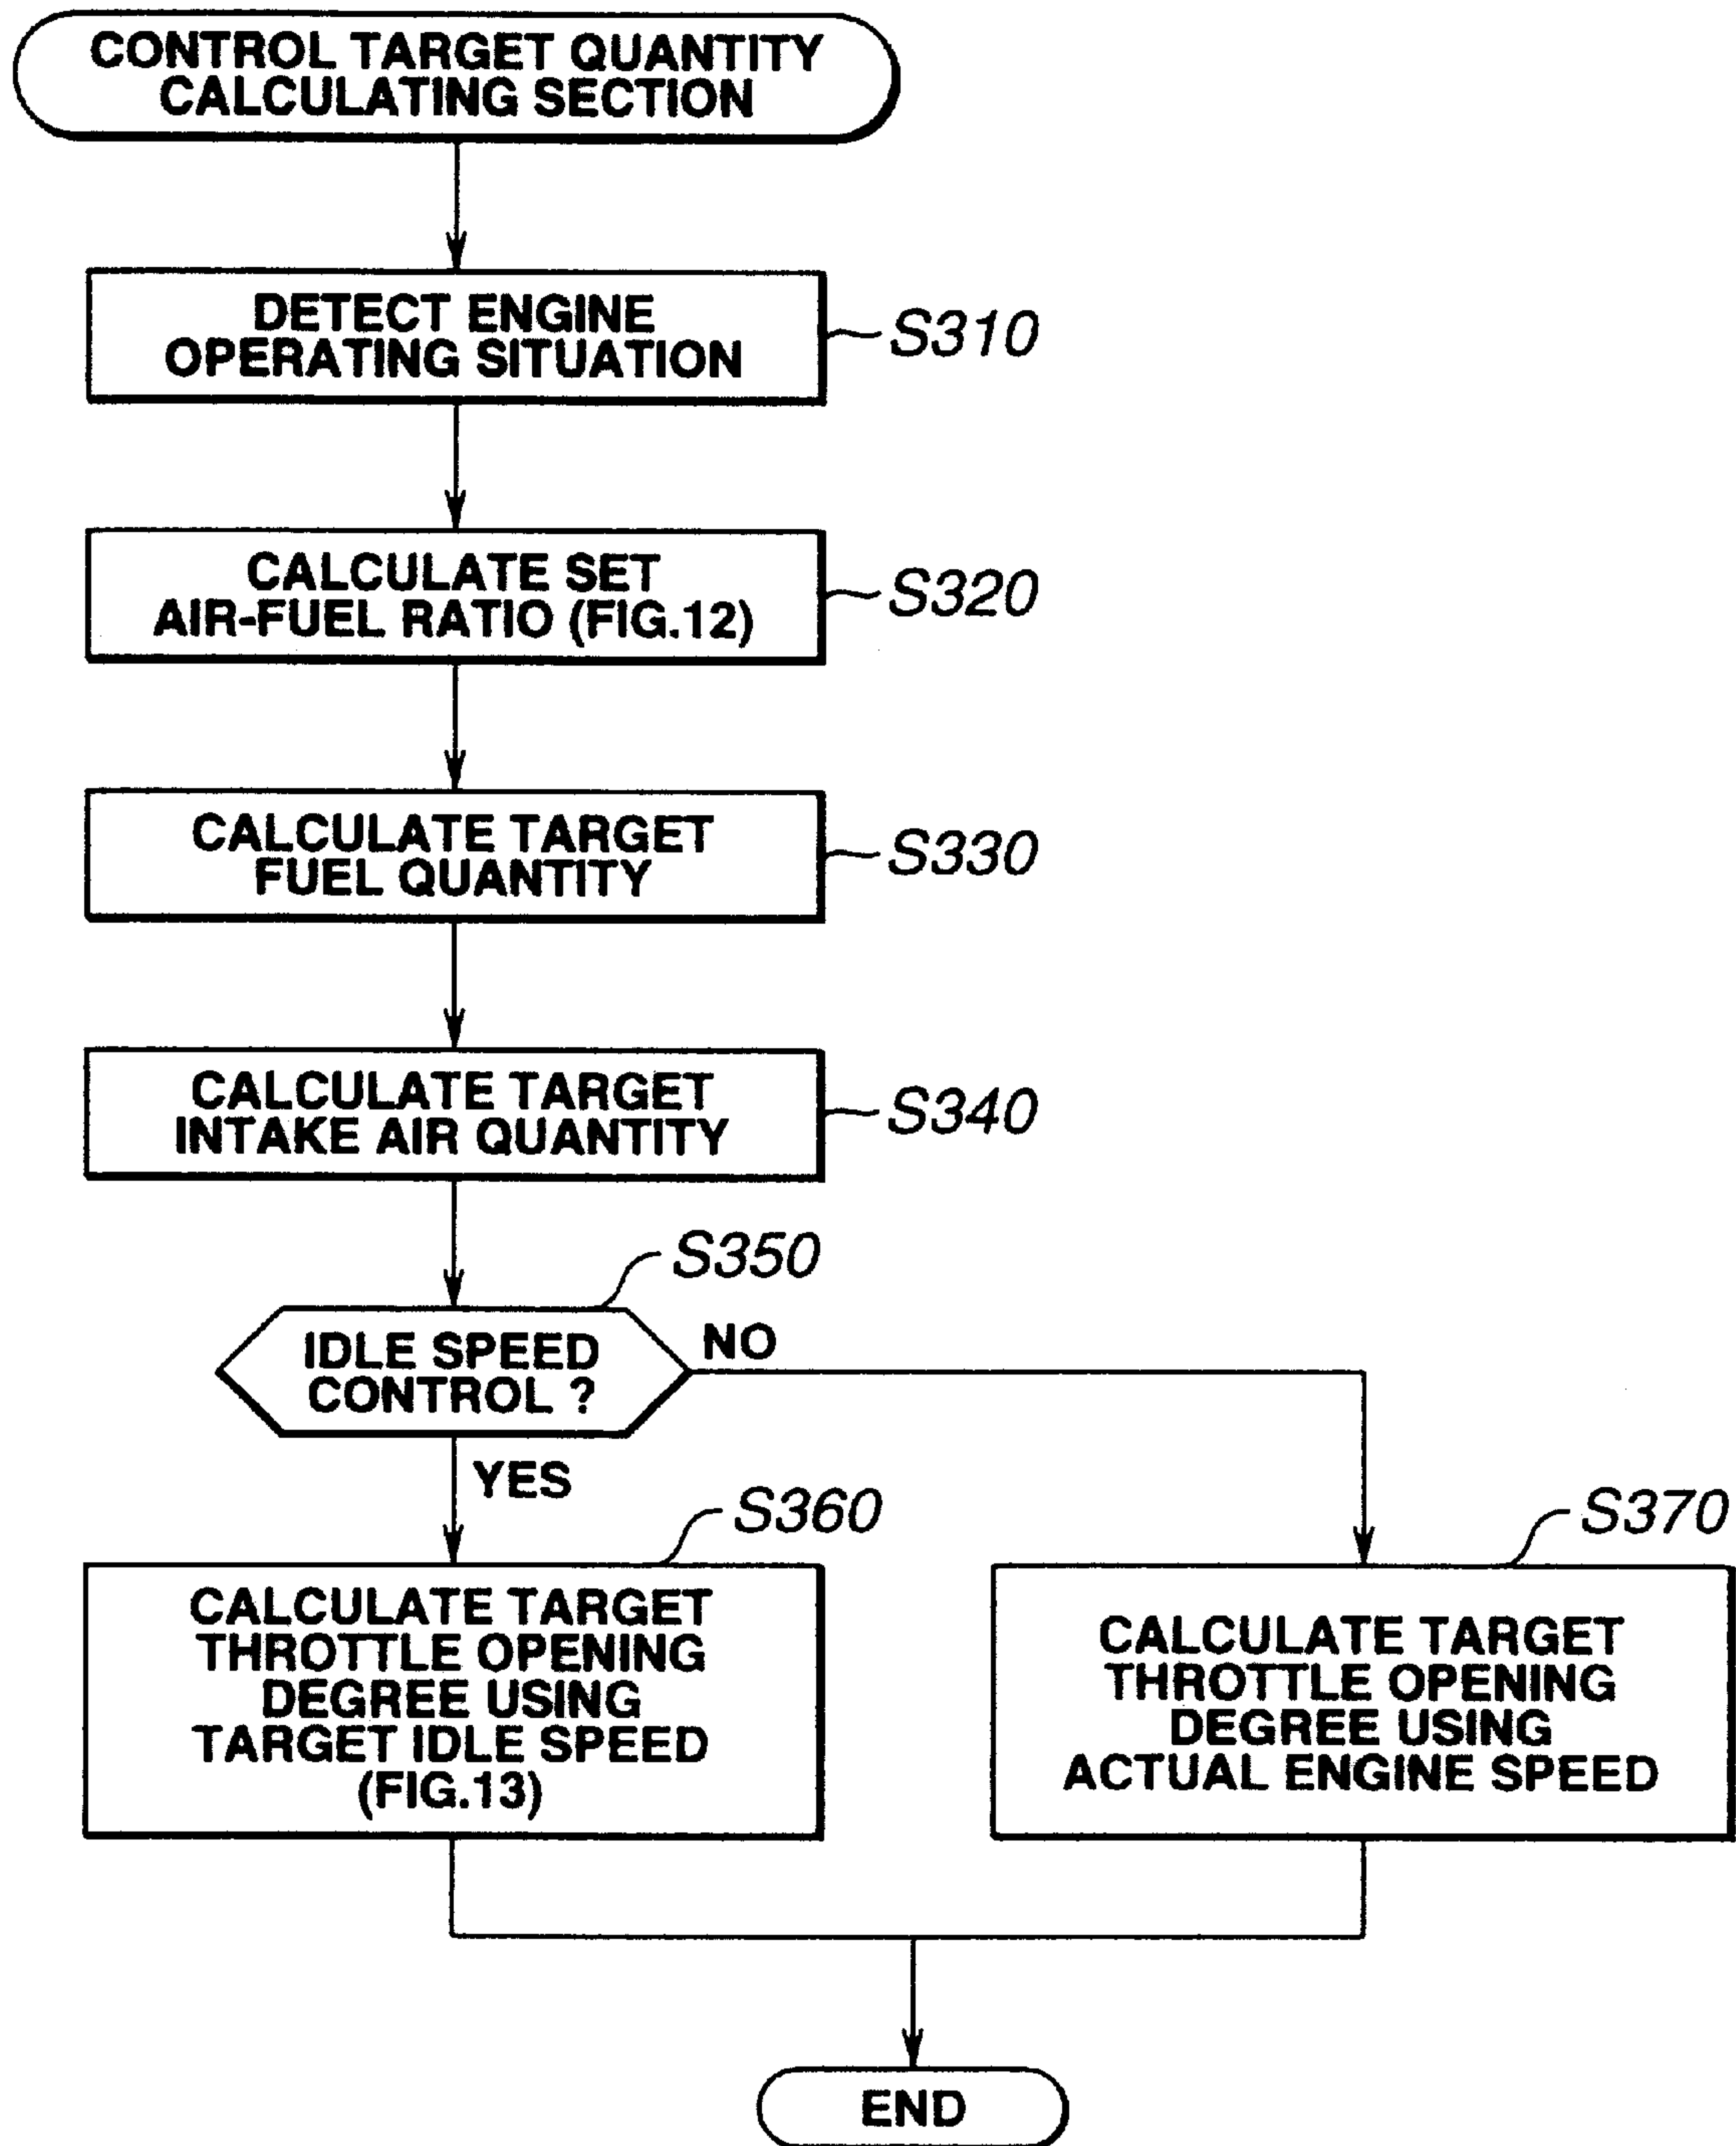 CONTROL TARGET QUANTITY
CALCULATING SECTION
DETECT ENGINE
OPERATING SITUATION
S310
CALCULATE SET
AIR-FUEL RATIO (FIG.12)
S320
CALCULATE TARGET
FUEL QUANTITY
S330
CALCULATE TARGET
INTAKE AIR QUANTITY
S340
S350
IDLE SPEED
CONTROL ?
NO
YES
S360
CALCULATE TARGET
THROTTLE OPENING
DEGREE USING
TARGET IDLE SPEED
(FIG.13)
S370
CALCULATE TARGET
THROTTLE OPENING
DEGREE USING
ACTUAL ENGINE SPEED
END